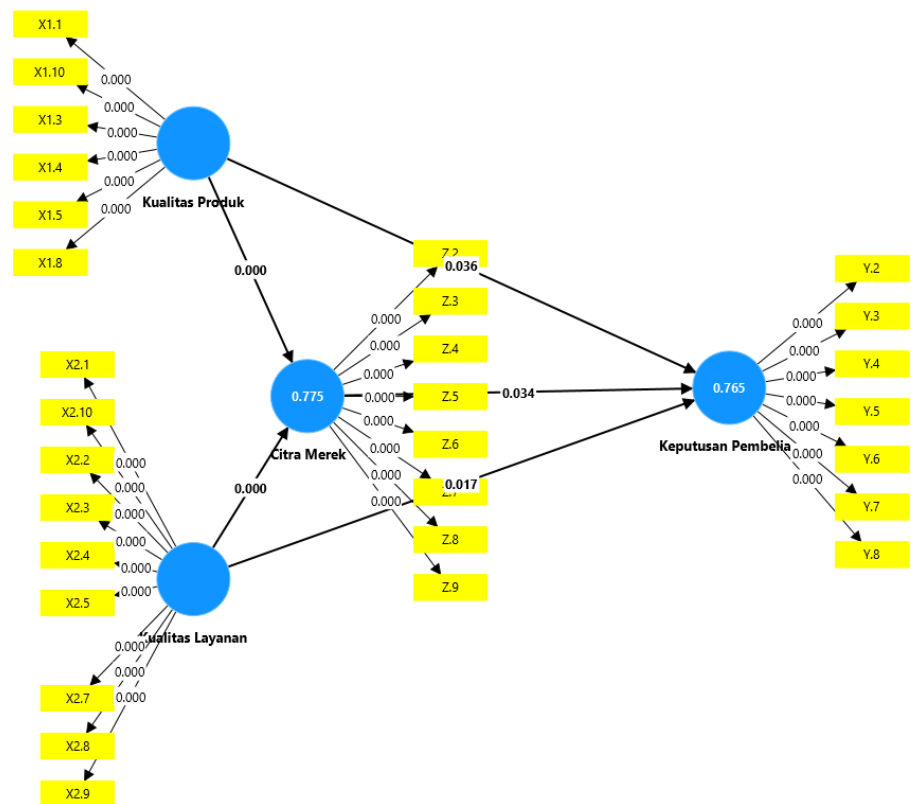 X1.1
X1.10
X1.3
X1.4
X1.5
X1.8
0.000
0.000
0.000
0.000
0.000
0.000
Kualitas Produk
0.000
0.036
X2.1
X2.10
X2.2
X2.3
X2.4
X2.5
X2.7
X2.8
X2.9
0.000
0.000
0.000
0.000
0.000
0.000
0.000
0.000
0.000
Kualitas Layanan
0.000
0.017
0.775
Citra Merek
0.034
0.000
0.000
0.000
0.000
0.000
0.000
0.000
0.000
Z.2
Z.3
Z.4
Z.5
Z.6
Z.7
Z.8
Z.9
0.765
Keputusan Pembelia
0.000
0.000
0.000
0.000
0.000
0.000
0.000
Y.2
Y.3
Y.4
Y.5
Y.6
Y.7
Y.8